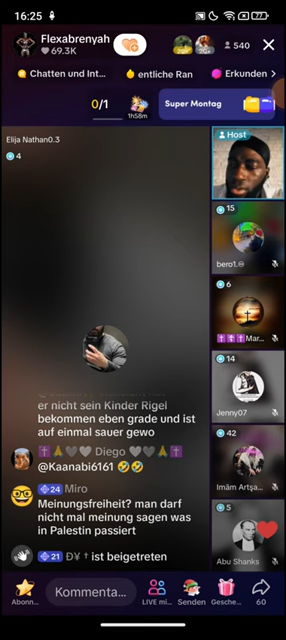 16:25
77
Flexabrenyah
69.3K
540
Chatten und Int...
entliche Ran
Erkunden
0/1
1h58m
Super Montag
Elija Nathan0.3
4
Host
15
bero1.
6
Mar...
14
Jenny07
42
Imām Artşa...
5
Abu Shanks
er nicht sein Kinder Rigel
bekommen eben grade und ist
auf einmal sauer gewo
Diego
@Kaanabi6161 🤣🤣
24 Miro
Meinungsfreiheit? man darf
nicht mal meinung sagen was
in Palestin passiert
21 ĐɎ † ist beigetreten
Abonn...
Kommenta...
LIVE mi...
Senden
Gesche...
60